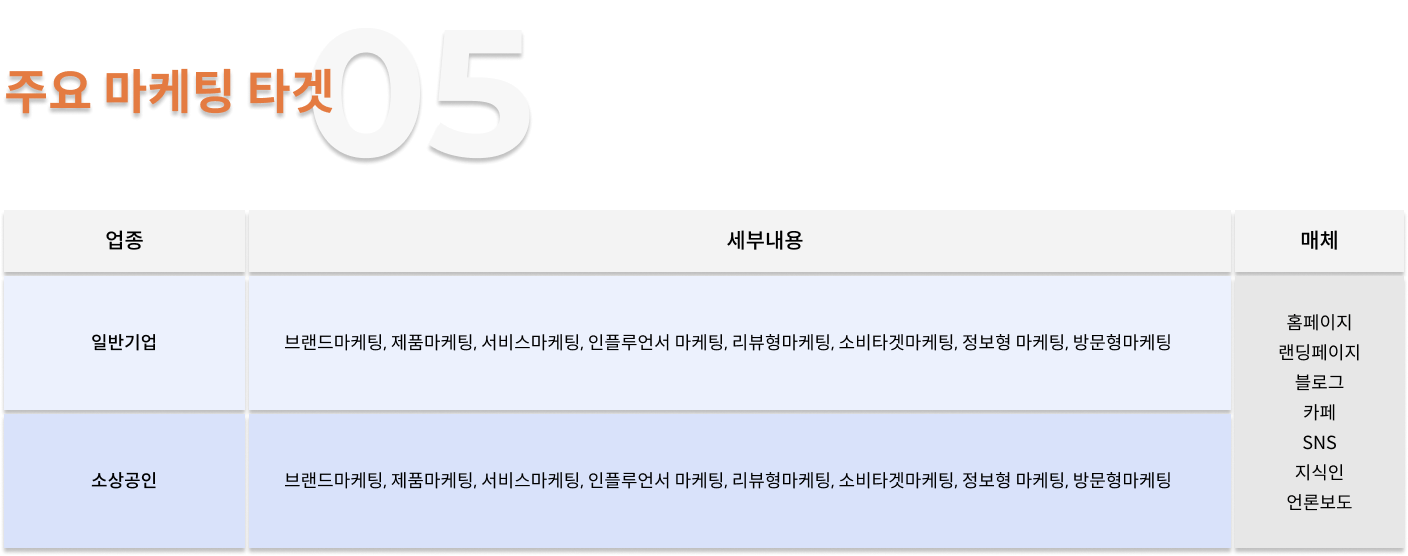 주요 마케팅 타겟
05
업종
세부내용
매체
일반기업
브랜드마케팅, 제품마케팅, 서비스마케팅, 인플루언서 마케팅, 리뷰형마케팅, 소비타겟마케팅, 정보형 마케팅, 방문형마케팅
소상공인
브랜드마케팅, 제품마케팅, 서비스마케팅, 인플루언서 마케팅, 리뷰형마케팅, 소비타겟마케팅, 정보형 마케팅, 방문형마케팅
홈페이지
랜딩페이지
블로그
카페
SNS
지식인
언론보도